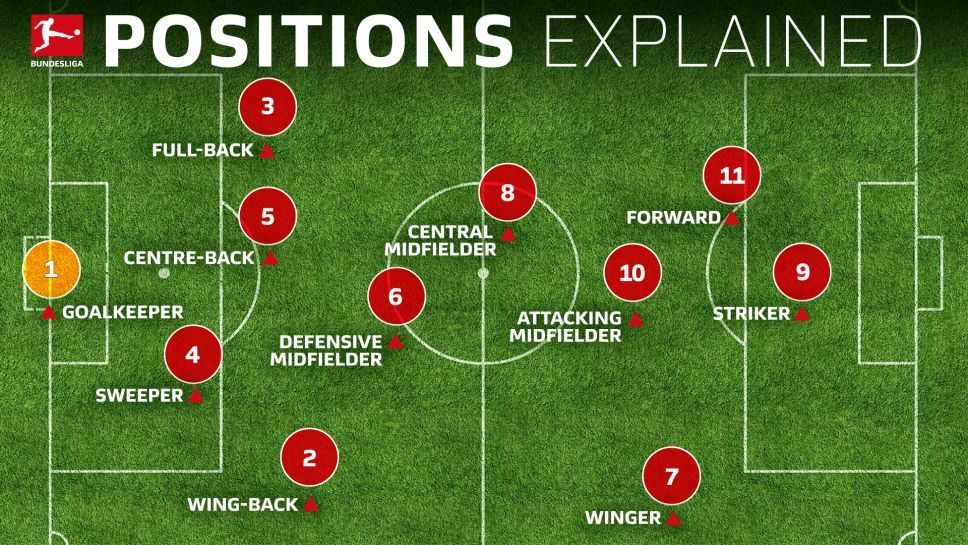 BUNDESLIGA
POSITIONS EXPLAINED
3
FULL-BACK
5
CENTRE-BACK
1
GOALKEEPER
4
SWEEPER
2
WING-BACK
6
DEFENSIVE
MIDFIELDER
8
CENTRAL
MIDFIELDER
10
ATTACKING
MIDFIELDER
11
FORWARD
9
STRIKER
7
WINGER